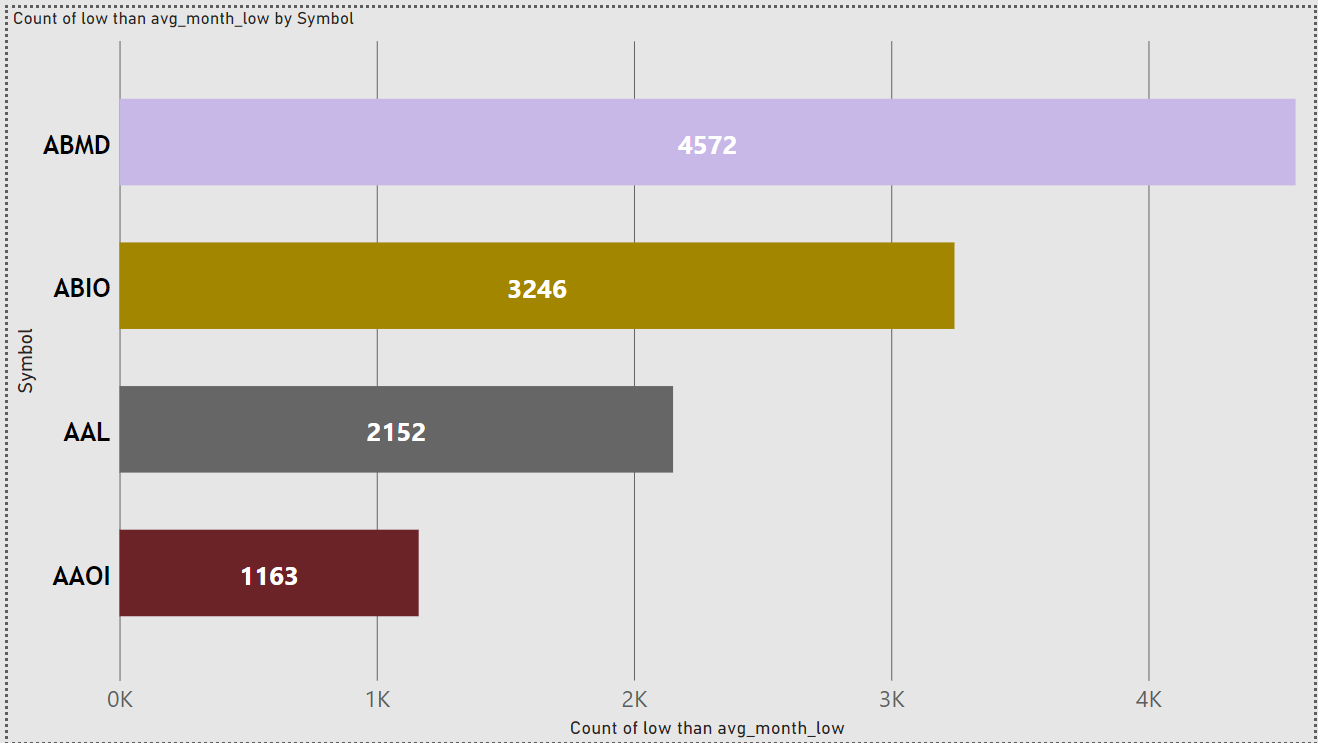 Count of low than avg_month_low by Symbol
ABMD
4572
ABIO
3246
Symbol
AAL
2152
AAOI
1163
0K 1K 2K 3K 4K
Count of low than avg_month_low